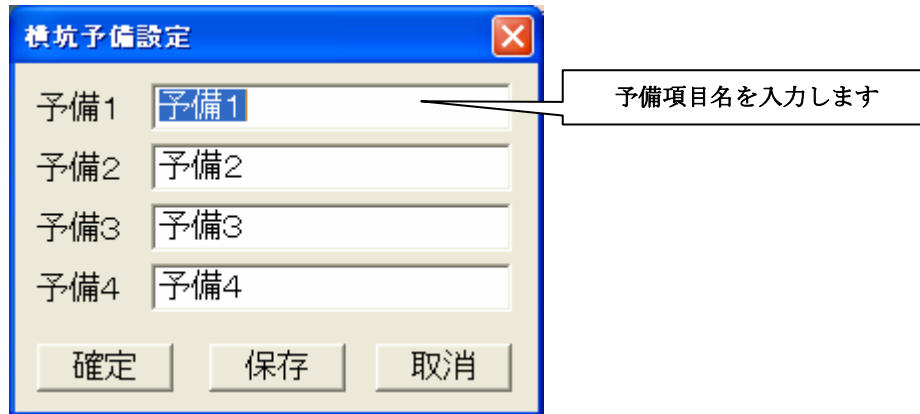 横坑予備設定
予備1 予備1
予備項目名を入力します
予備2 予備2
予備3 予備3
予備4 予備4
確定 保存 取消